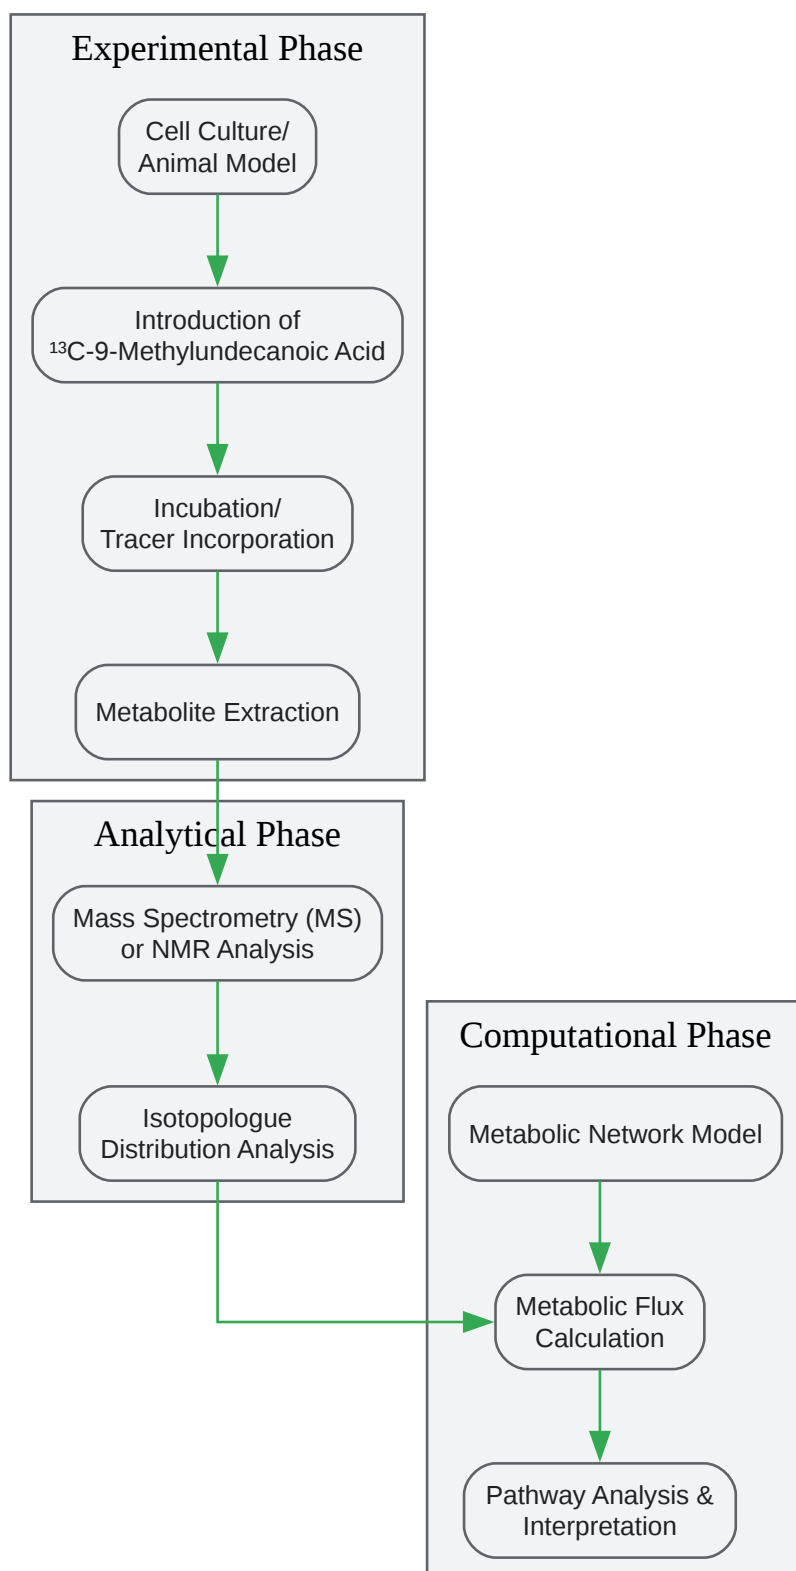 Experimental Phase
Cell Culture/
Animal Model
Introduction of
¹³C-9-Methylundecanoic Acid
Incubation/
Tracer Incorporation
Metabolite Extraction
Analytical Phase
Mass Spectrometry (MS)
or NMR Analysis
Isotopologue
Distribution Analysis
Computational Phase
Metabolic Network Model
Metabolic Flux
Calculation
Pathway Analysis &
Interpretation